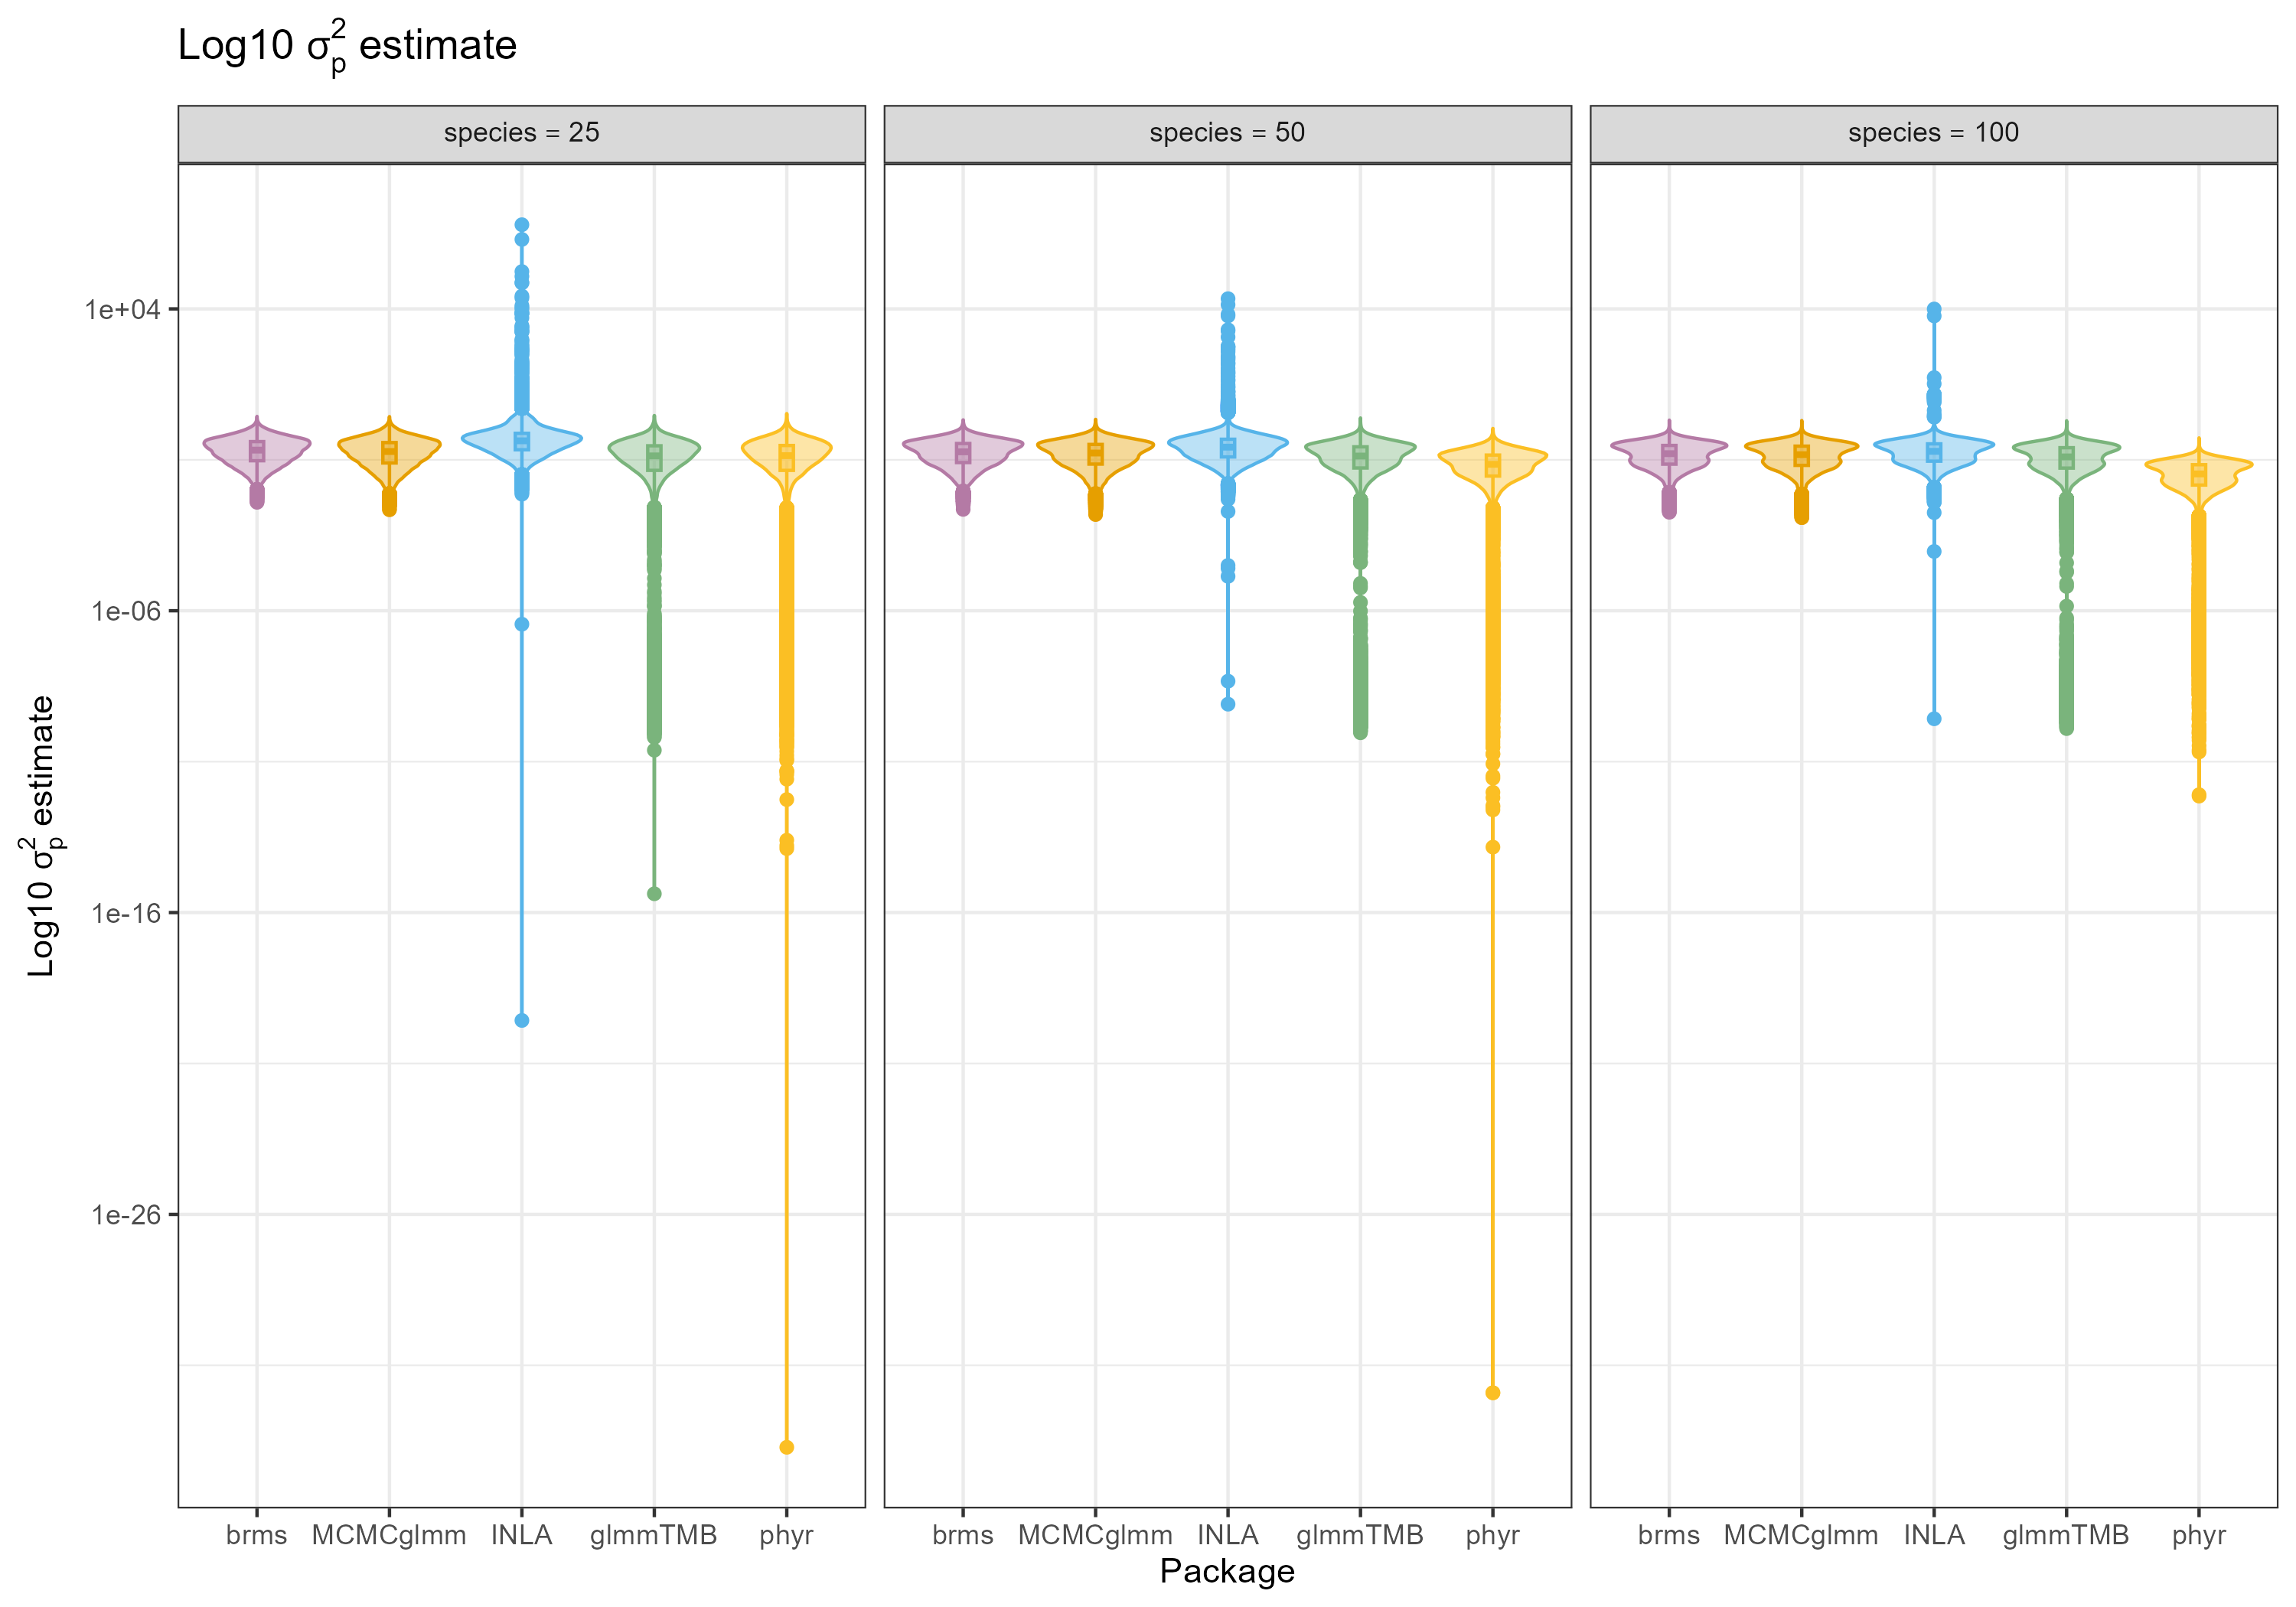 Log10 σ²ₚ estimate
species = 25
species = 50
species = 100
Log10 σ²ₚ estimate
1e+04
1e-06
1e-16
1e-26
brms MCMCglmm INLA glmmTMB phyr
brms MCMCglmm INLA glmmTMB phyr
brms MCMCglmm INLA glmmTMB phyr
Package